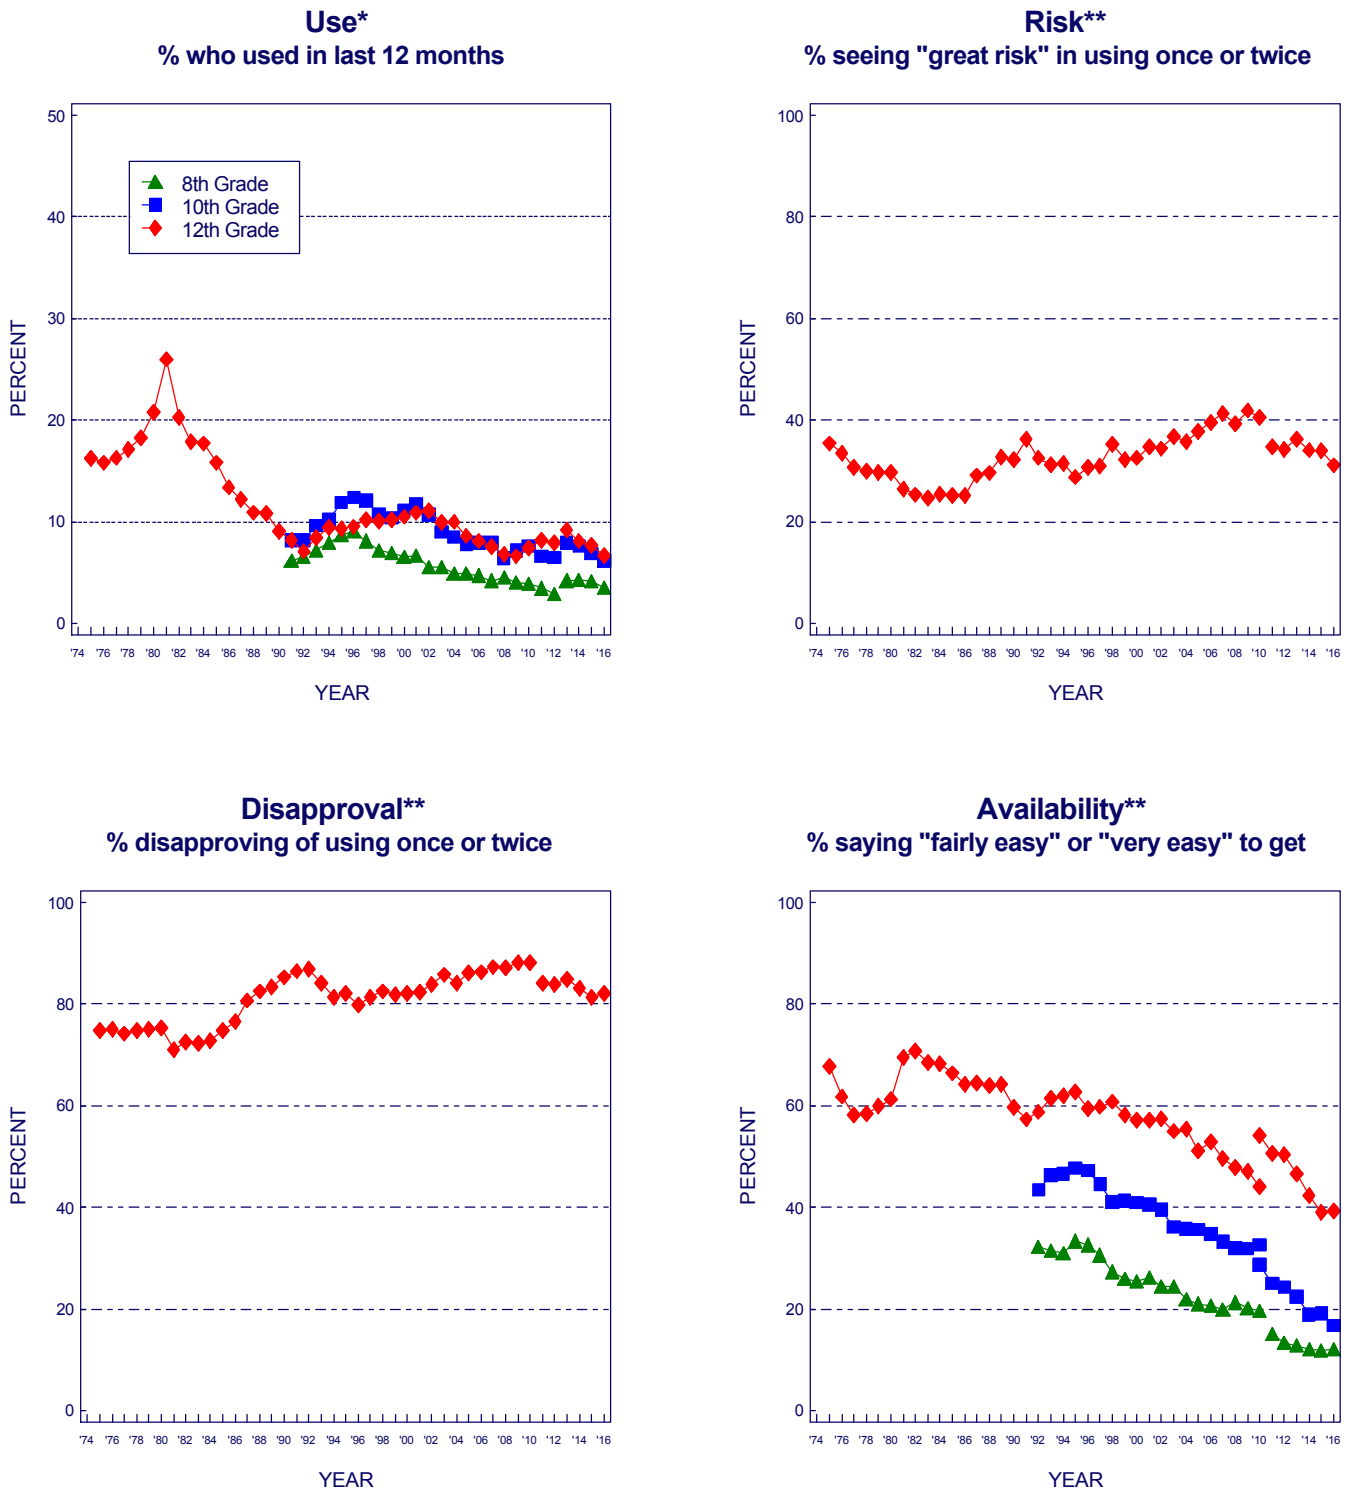 Use*
% who used in last 12 months
50
40
30
20
10
0
PERCENT
8th Grade
10th Grade
12th Grade
'74 '76 '78 '80 '82 '84 '86 '88 '90 '92 '94 '96 '98 '00 '02 '04 '06 '08 '10 '12 '14 '16
YEAR
Risk**
% seeing "great risk" in using once or twice
100
80
60
40
20
0
PERCENT
'74 '76 '78 '80 '82 '84 '86 '88 '90 '92 '94 '96 '98 '00 '02 '04 '06 '08 '10 '12 '14 '16
YEAR
Disapproval**
% disapproving of using once or twice
100
80
60
40
20
0
PERCENT
'74 '76 '78 '80 '82 '84 '86 '88 '90 '92 '94 '96 '98 '00 '02 '04 '06 '08 '10 '12 '14 '16
YEAR
Availability**
% saying "fairly easy" or "very easy" to get
100
80
60
40
20
0
PERCENT
'74 '76 '78 '80 '82 '84 '86 '88 '90 '92 '94 '96 '98 '00 '02 '04 '06 '08 '10 '12 '14 '16
YEAR